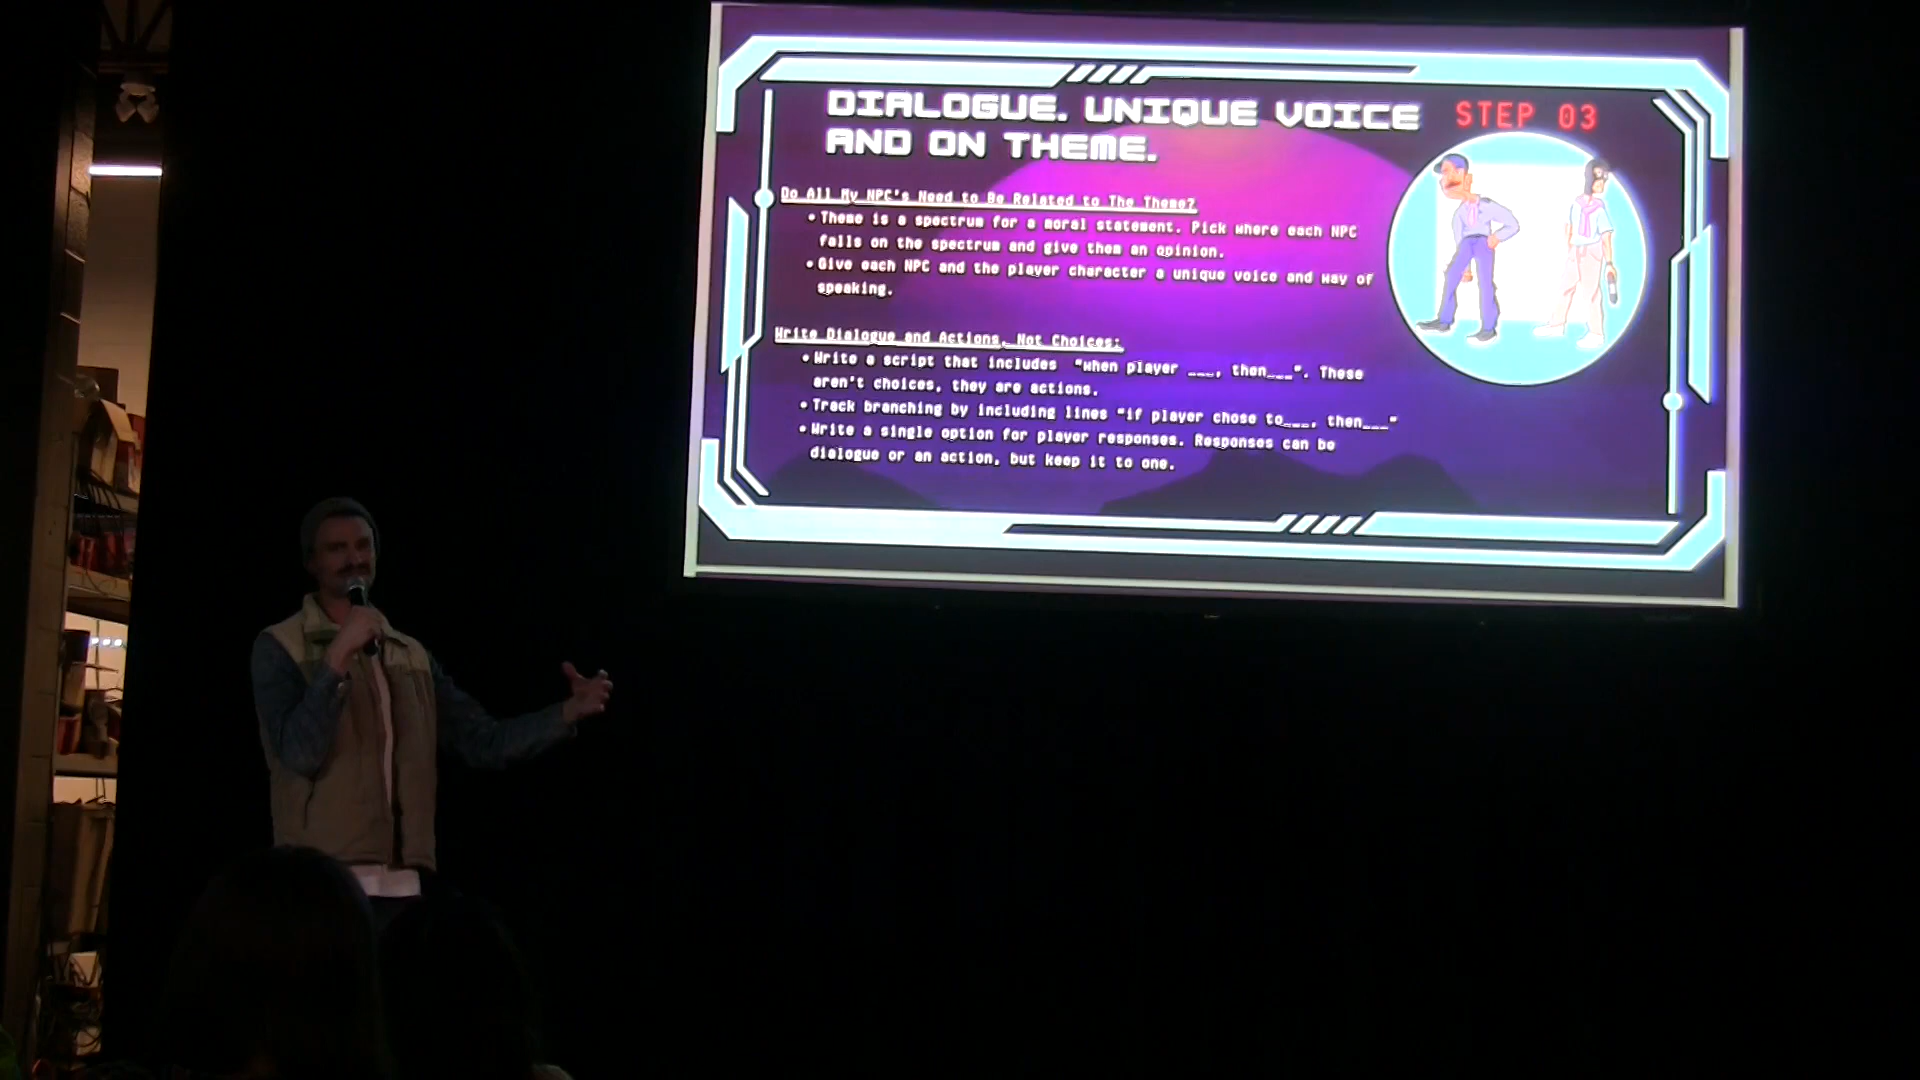 DIALOGUE. UNIQUE VOICE
AND ON THEME.
STEP 03
Do All My NPC's Need to Be Related to The Theme?
• Theme is a spectrum for a moral statement. Pick where each NPC
falls on the spectrum and give them an opinion.
• Give each NPC and the player character a unique voice and way of
speaking.
Write Dialogue and Actions, Not Choices:
• Write a script that includes "when player ___, then___". These
aren't choices, they are actions.
• Track branching by including lines "if player chose to___, then___"
• Write a single option for player responses. Responses can be
dialogue or an action, but keep it to one.